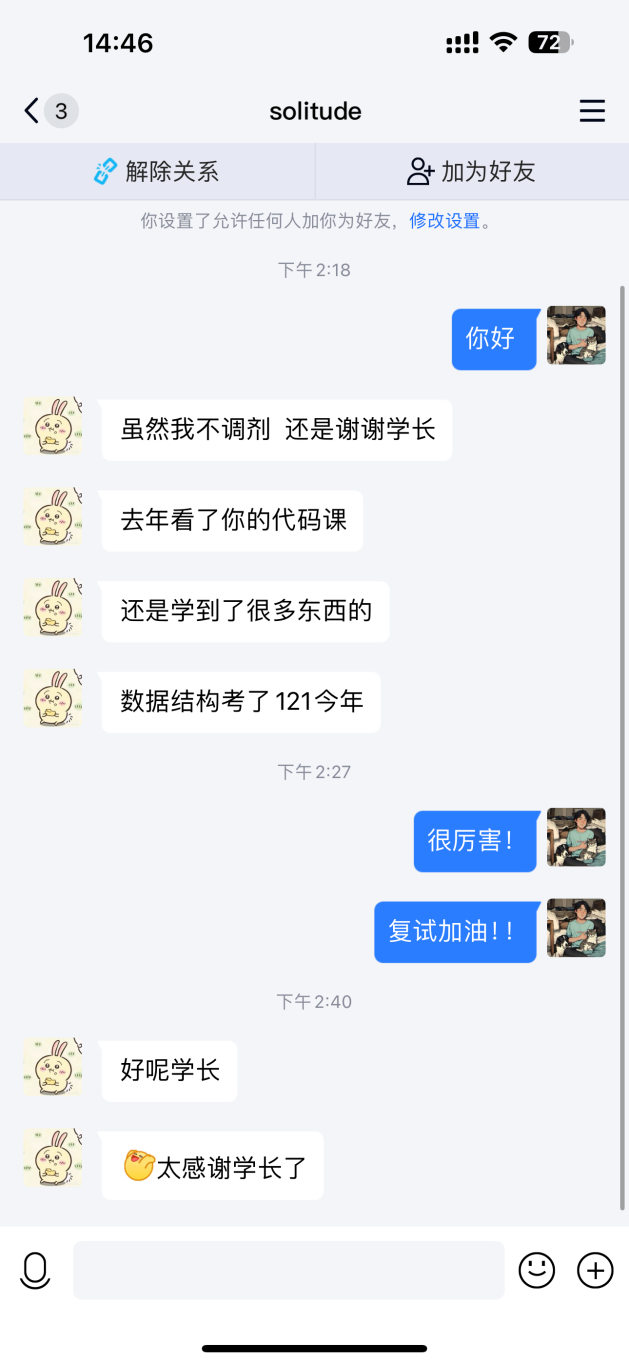 14:46
72
3
solitude
解除关系
加为好友
你设置了允许任何人加你为好友，修改设置。
下午2:18
你好
虽然我不调剂 还是谢谢学长
去年看了你的代码课
还是学到了很多东西的
数据结构考了121今年
下午2:27
很厉害！
复试加油！！
下午2:40
好呢学长
太感谢学长了